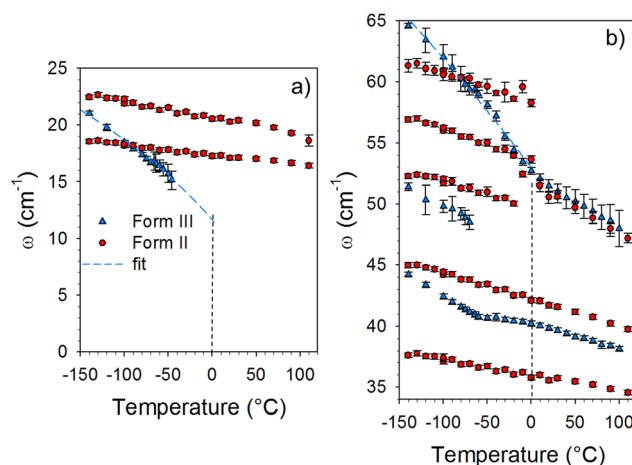 a)
ω (cm⁻¹)
25
20
15
10
5
0
Form III
Form II
fit
-150 -100 -50 0 50 100
Temperature (°C)
b)
ω (cm⁻¹)
65
60
55
50
45
40
35
-150 -100 -50 0 50 100
Temperature (°C)